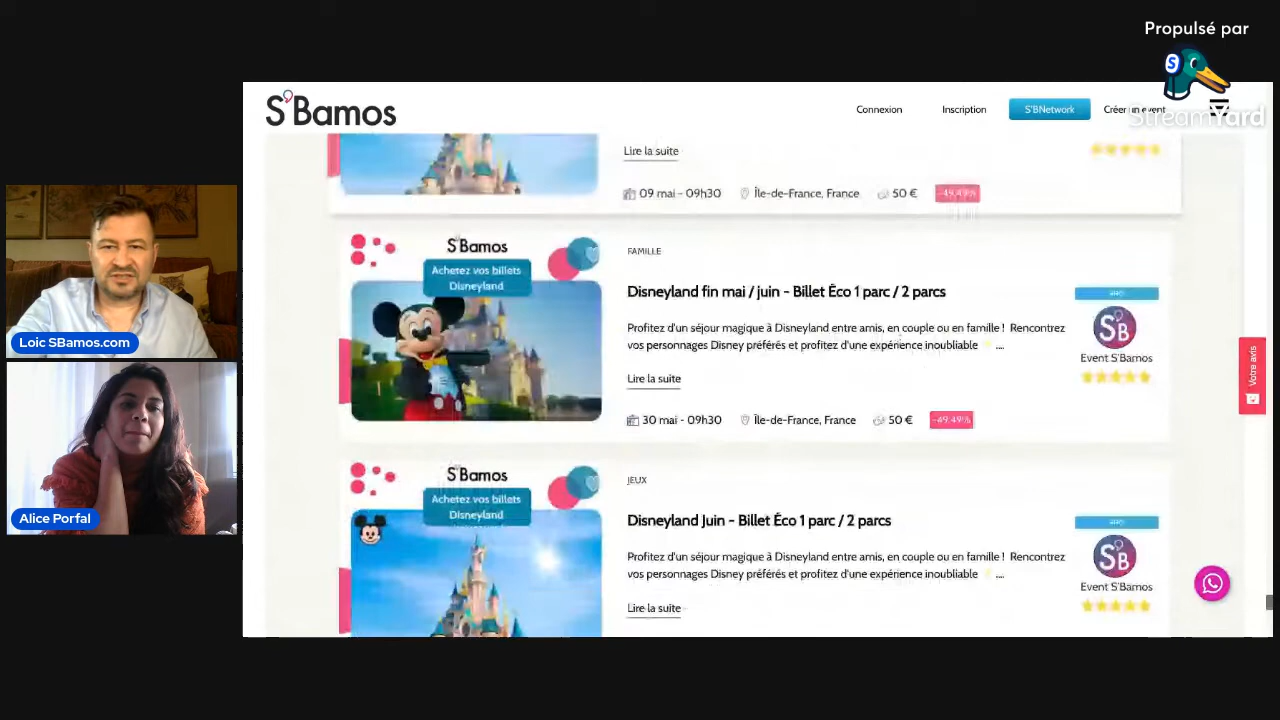 Propulsé par
StreamYard
S'Bamos
Connexion
Inscription
S'BNetwork
Créer un event
Lire la suite
09 mai - 09h30
Île-de-France, France
50 €
-49.49%
S'Bamos
Achetez vos billets
Disneyland
FAMILLE
Disneyland fin mai / juin - Billet Éco 1 parc / 2 parcs
Profitez d'un séjour magique à Disneyland entre amis, en couple ou en famille ! Rencontrez
vos personnages Disney préférés et profitez d'une expérience inoubliable ....
Lire la suite
30 mai - 09h30
Île-de-France, France
50 €
-49.49%
SB
Event S'Bamos
S'Bamos
Achetez vos billets
Disneyland
JEUX
Disneyland Juin - Billet Éco 1 parc / 2 parcs
Profitez d'un séjour magique à Disneyland entre amis, en couple ou en famille ! Rencontrez
vos personnages Disney préférés et profitez d'une expérience inoubliable ....
Lire la suite
SB
Event S'Bamos
Votre avis
Loic SBamos.com
Alice Porfal